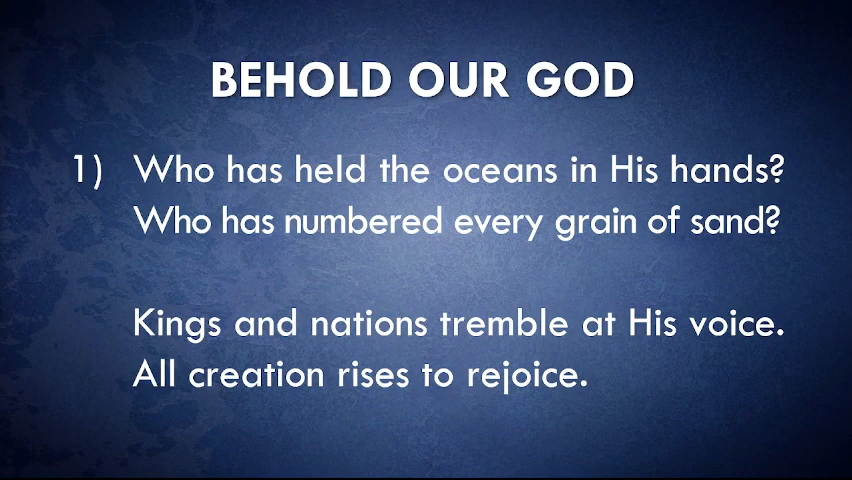 BEHOLD OUR GOD
1) Who has held the oceans in His hands?
Who has numbered every grain of sand?
Kings and nations tremble at His voice.
All creation rises to rejoice.